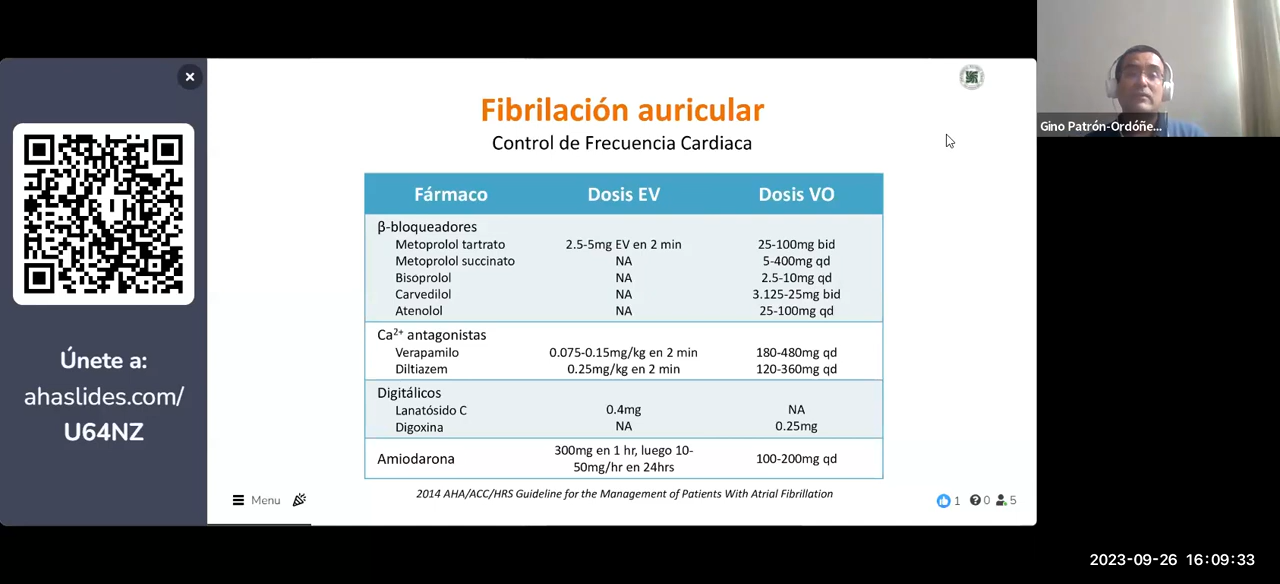 Fibrilación auricular
Control de Frecuencia Cardiaca
Fármaco Dosis EV Dosis VO
β-bloqueadores
Metoprolol tartrato 2.5-5mg EV en 2 min 25-100mg bid
Metoprolol succinato NA 5-400mg qd
Bisoprolol NA 2.5-10mg qd
Carvedilol NA 3.125-25mg bid
Atenolol NA 25-100mg qd
Ca²⁺ antagonistas
Verapamilo 0.075-0.15mg/kg en 2 min 180-480mg qd
Diltiazem 0.25mg/kg en 2 min 120-360mg qd
Digitálicos
Lanatósido C 0.4mg NA
Digoxina NA 0.25mg
Amiodarona 300mg en 1 hr, luego 10-
50mg/hr en 24hrs 100-200mg qd
2014 AHA/ACC/HRS Guideline for the Management of Patients With Atrial Fibrillation
Únete a:
ahaslides.com/
U64NZ
Menu
1 0 5
Gino Patrón-Ordóñe...
2023-09-26 16:09:33